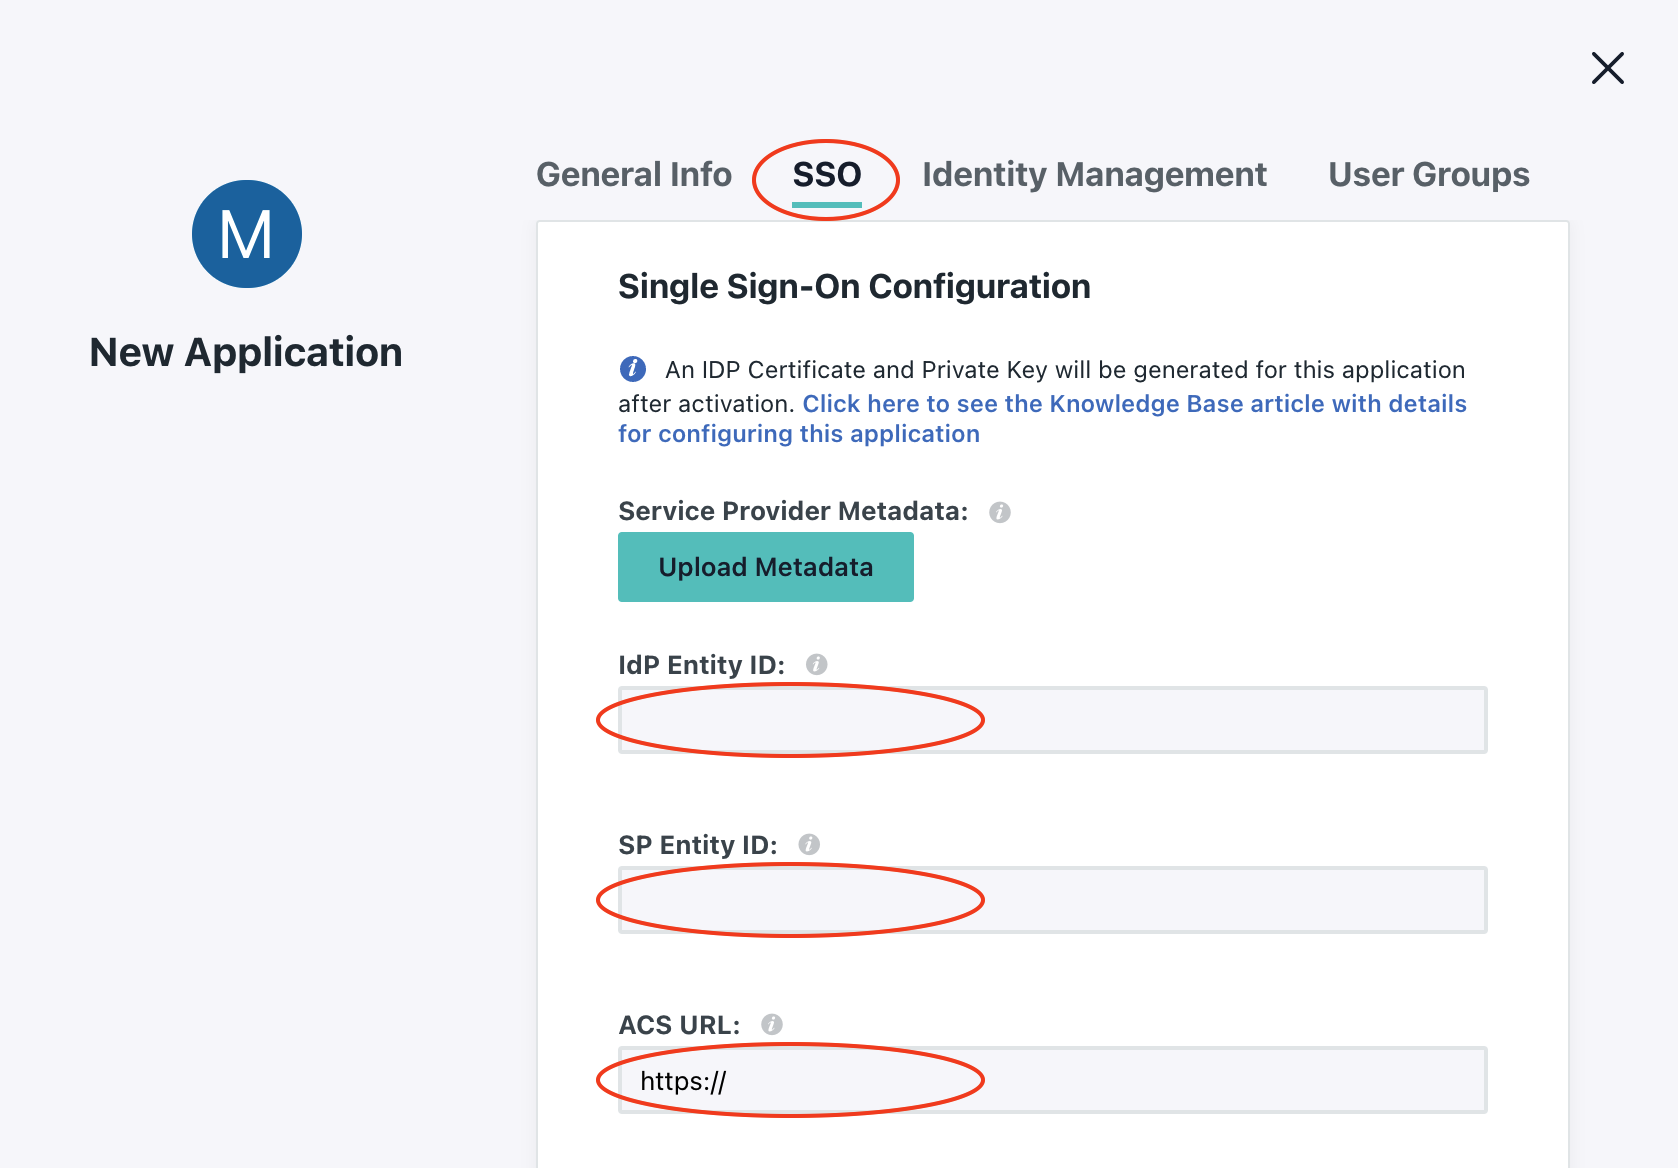 General Info SSO Identity Management User Groups
M
New Application
Single Sign-On Configuration
i An IDP Certificate and Private Key will be generated for this application
after activation. Click here to see the Knowledge Base article with details
for configuring this application
Service Provider Metadata: i
Upload Metadata
IdP Entity ID: i
SP Entity ID: i
ACS URL: i
https://